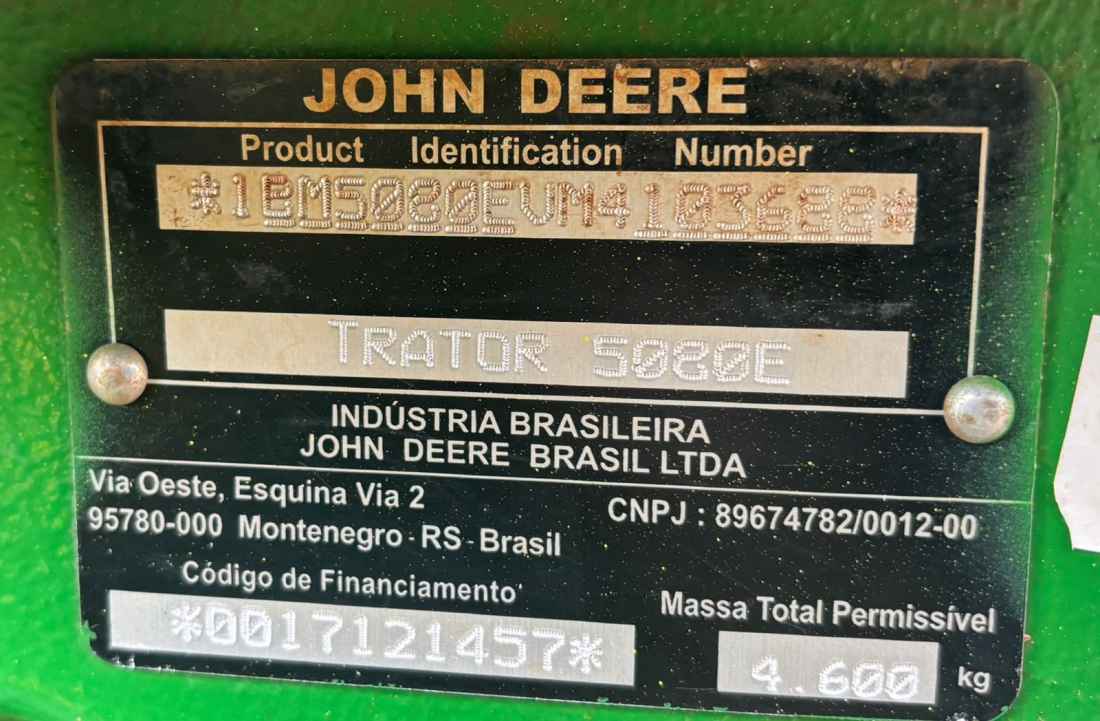 JOHN DEERE
Product Identification Number
*1BM5080EVM4103688*
TRATOR 5080E
INDÚSTRIA BRASILEIRA
JOHN DEERE BRASIL LTDA
Via Oeste, Esquina Via 2
95780-000 Montenegro - RS - Brasil
CNPJ : 89674782/0012-00
Código de Financiamento
*0017121457*
Massa Total Permissível
4.600 kg